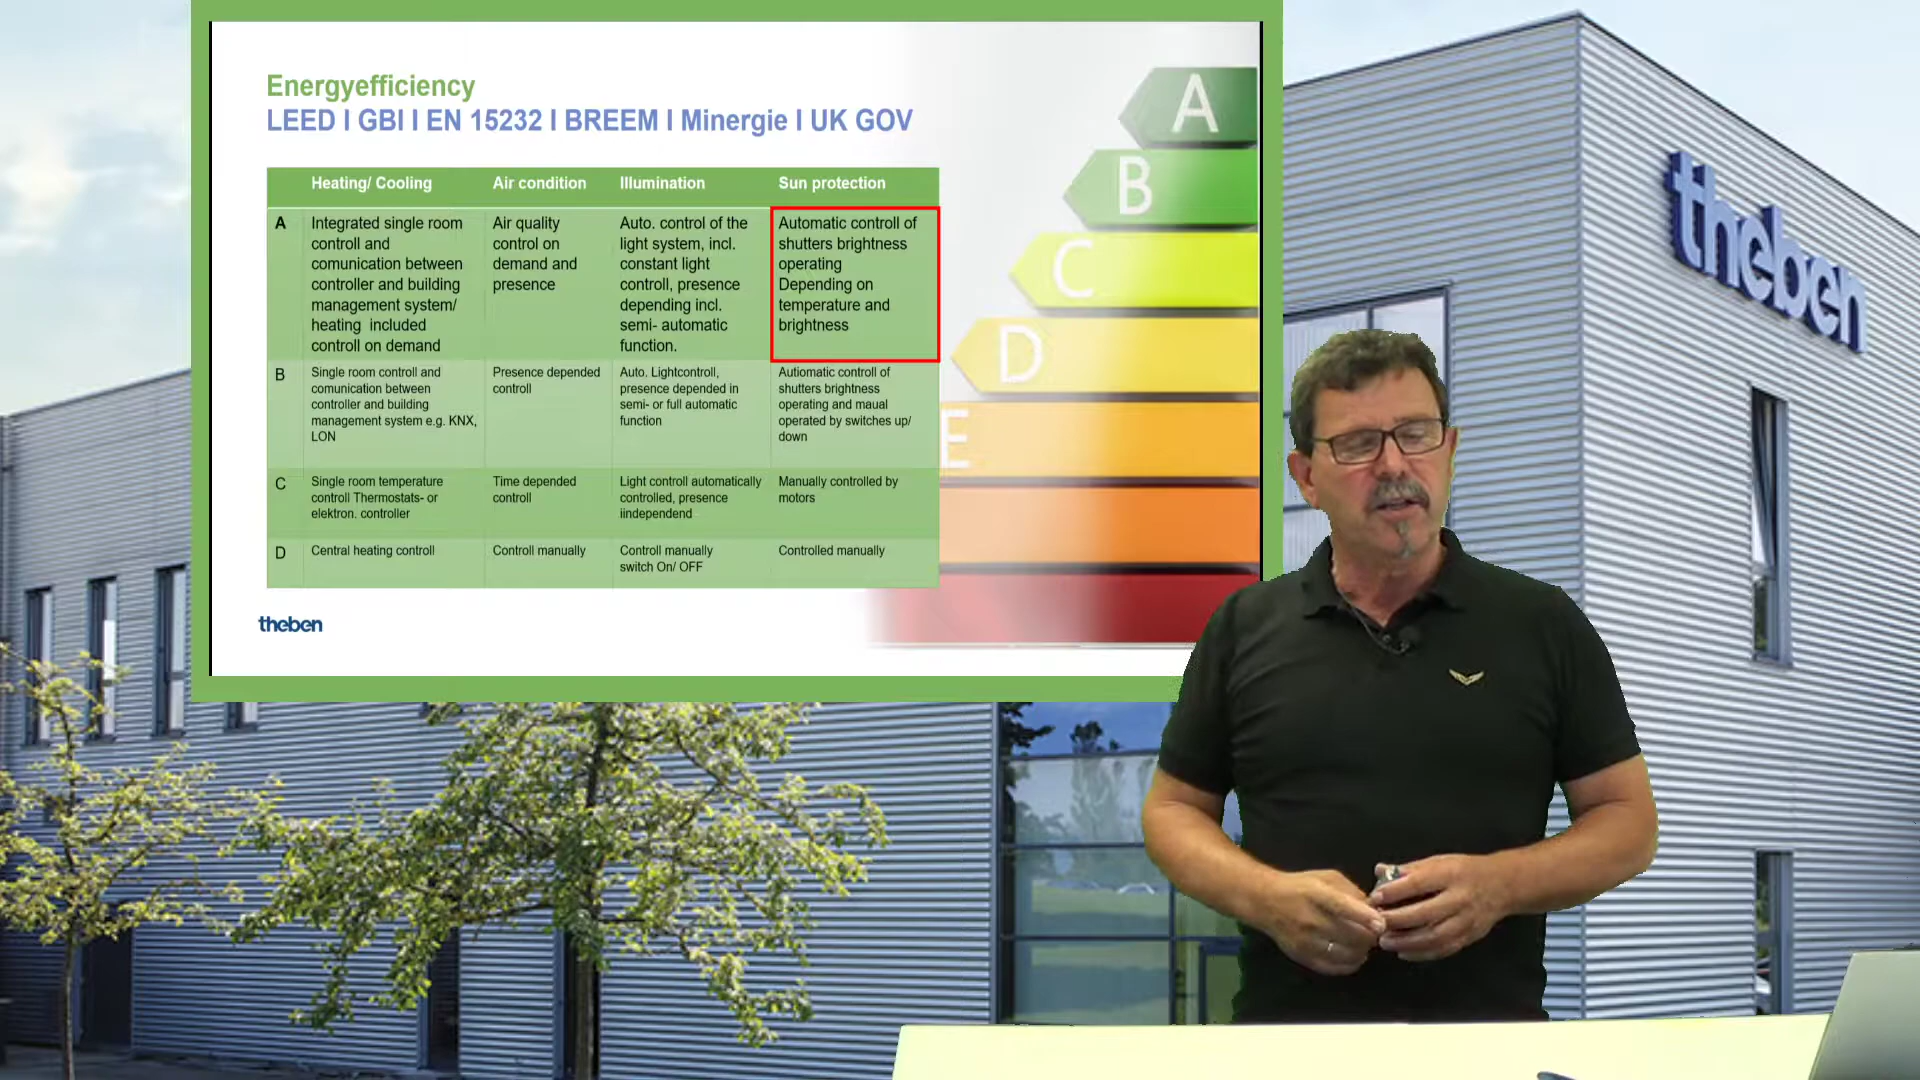 Energyefficiency
LEED I GBI I EN 15232 I BREEM I Minergie I UK GOV
Heating/ Cooling
Air condition
Illumination
Sun protection
A
Integrated single room
controll and
comunication between
controller and building
management system/
heating included
controll on demand
Air quality
control on
demand and
presence
Auto. control of the
light system, incl.
constant light
controll, presence
depending incl.
semi- automatic
function.
Automatic controll of
shutters brightness
operating
Depending on
temperature and
brightness
B
Single room controll and
comunication between
controller and building
management system e.g. KNX,
LON
Presence depended
controll
Auto. Lightcontroll,
presence depended in
semi- or full automatic
function
Autiomatic control of
shutters brightness
operating and maual
operated by switches up/
down
C
Single room temperature
controll Thermostats- or
elektron. controller
Time depended
controll
Light controll automatically
controlled, presence
iindependend
Manually controlled by
motors
D
Central heating controll
Controll manually
Controll manually
switch On/ OFF
Controlled manually
A
B
C
D
E
theben
theben